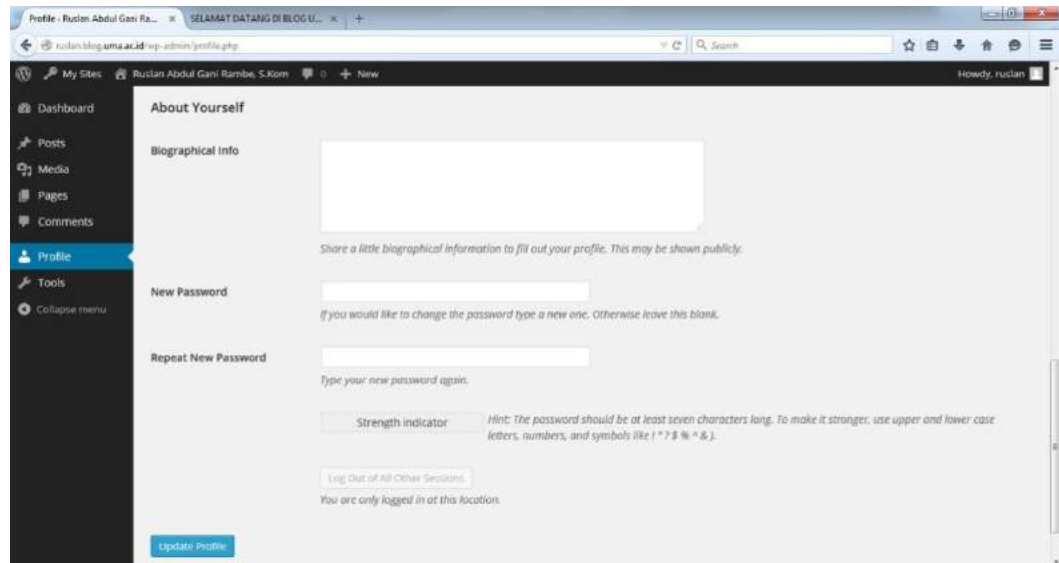 Profile ‹ Ruslan Abdul Gani Ra...
SELAMAT DATANG DI BLOG U...
ruslan.blog.uma.ac.id/wp-admin/profile.php
Search
My Sites
Ruslan Abdul Gani Rambe, S.Kom
0
New
Howdy, ruslan
Dashboard
Posts
Media
Pages
Comments
Profile
Tools
Collapse menu
About Yourself
Biographical Info
Share a little biographical information to fill out your profile. This may be shown publicly.
New Password
If you would like to change the password type a new one. Otherwise leave this blank.
Repeat New Password
Type your new password again.
Strength indicator
Hint: The password should be at least seven characters long. To make it stronger, use upper and lower case
letters, numbers, and symbols like ! " ? $ % ^ & ).
Log Out of All Other Sessions
You are only logged in at this location.
Update Profile